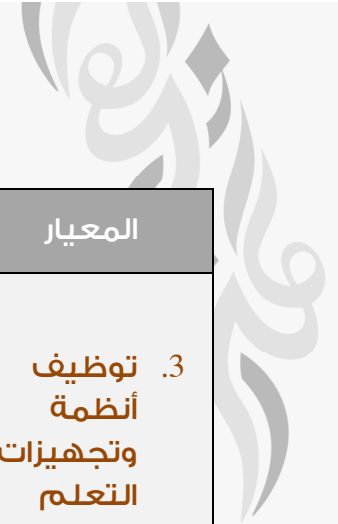 المعيار
3. توظيف
أنظمة
وتجهيزات
التعلم